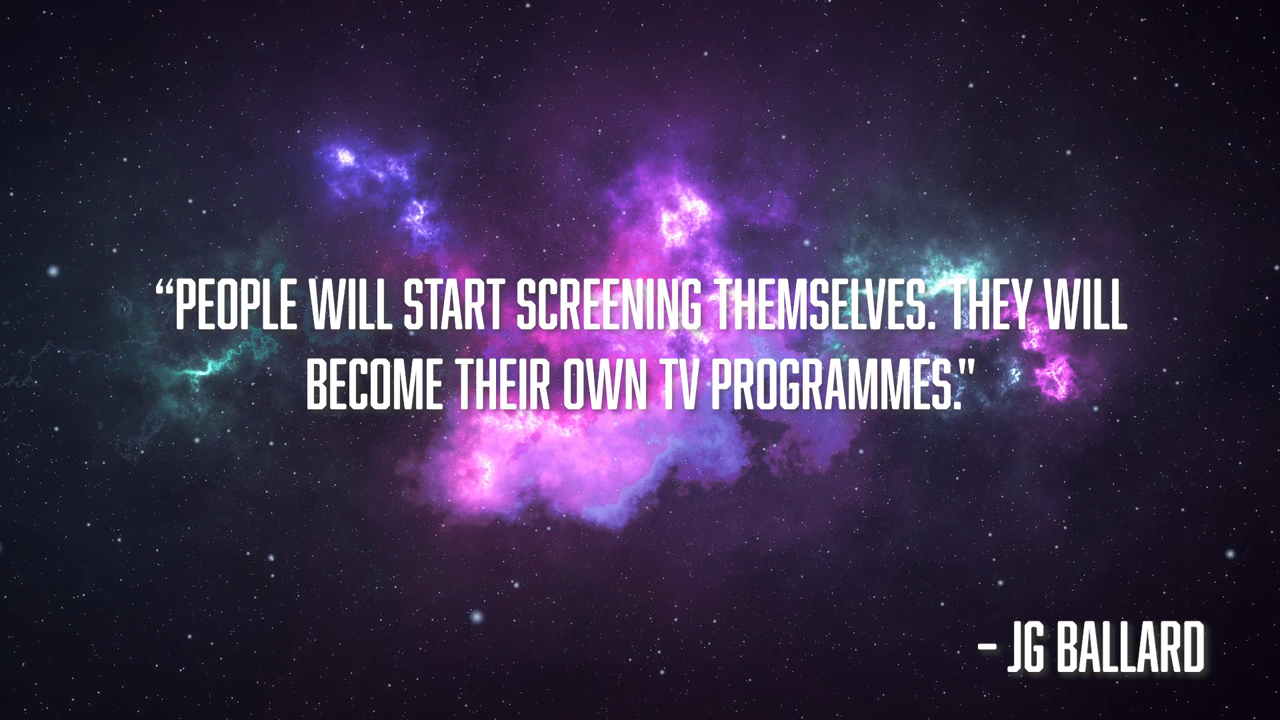 “PEOPLE WILL START SCREENING THEMSELVES. THEY WILL
BECOME THEIR OWN TV PROGRAMMES."
- JG BALLARD